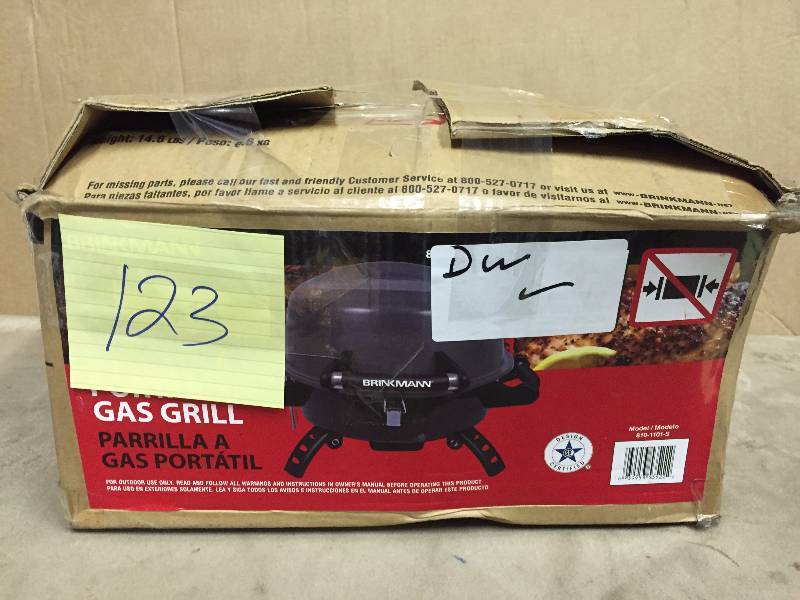 14.6 LBS / Peso: 6.6 KG
For missing parts, please call our fast and friendly Customer Service at 800-527-0717 or visit us at www.BRINKMANN.net
Para piezas faltantes, por favor llame a servicio al cliente al 800-527-0717 o favor de visitarnos al www.BRINKMANN.
BRINKMANN
123
DW
BRINKMANN
GAS GRILL
PARRILLA A
GAS PORTÁTIL
Model / Modelo
810-1101-S
DESIGN
CERTIFIED
FOR OUTDOOR USE ONLY. READ AND FOLLOW ALL WARNINGS AND INSTRUCTIONS IN OWNER'S MANUAL BEFORE OPERATING THIS PRODUCT
PARA USO EN EXTERIORES SOLAMENTE. LEA Y SIGA TODOS LOS AVISOS E INSTRUCCIONES EN EL MANUAL ANTES DE OPERAR ESTE PRODUCTO